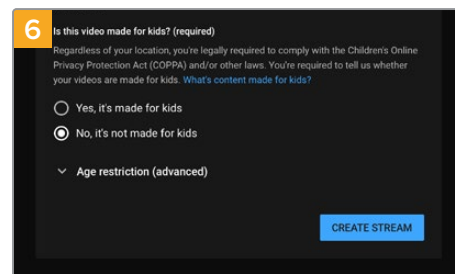 6
Is this video made for kids? (required)
Regardless of your location, you're legally required to comply with the Children's Online
Privacy Protection Act (COPPA) and/or other laws. You're required to tell us whether
your videos are made for kids. What's content made for kids?
Yes, it's made for kids
No, it's not made for kids
Age restriction (advanced)
CREATE STREAM